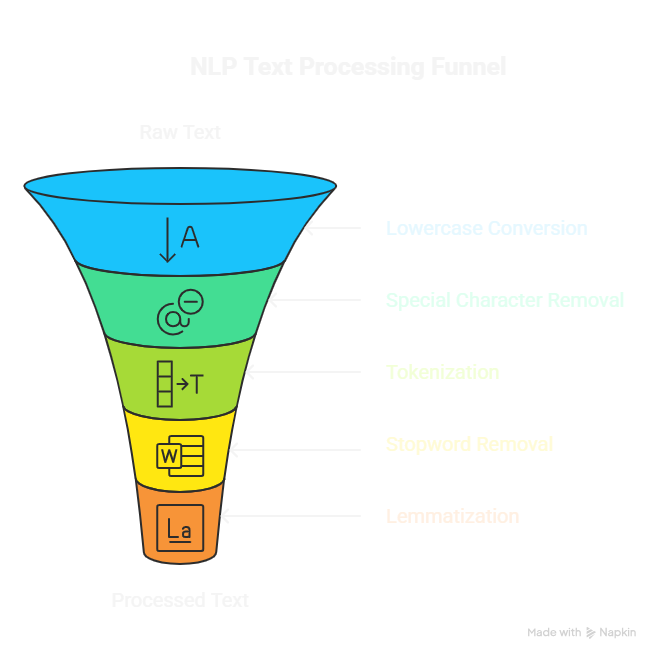 NLP Text Processing Funnel
Raw Text
A
Lowercase Conversion
@
Special Character Removal
T
Tokenization
W
Stopword Removal
La
Lemmatization
Processed Text
Made with Napkin